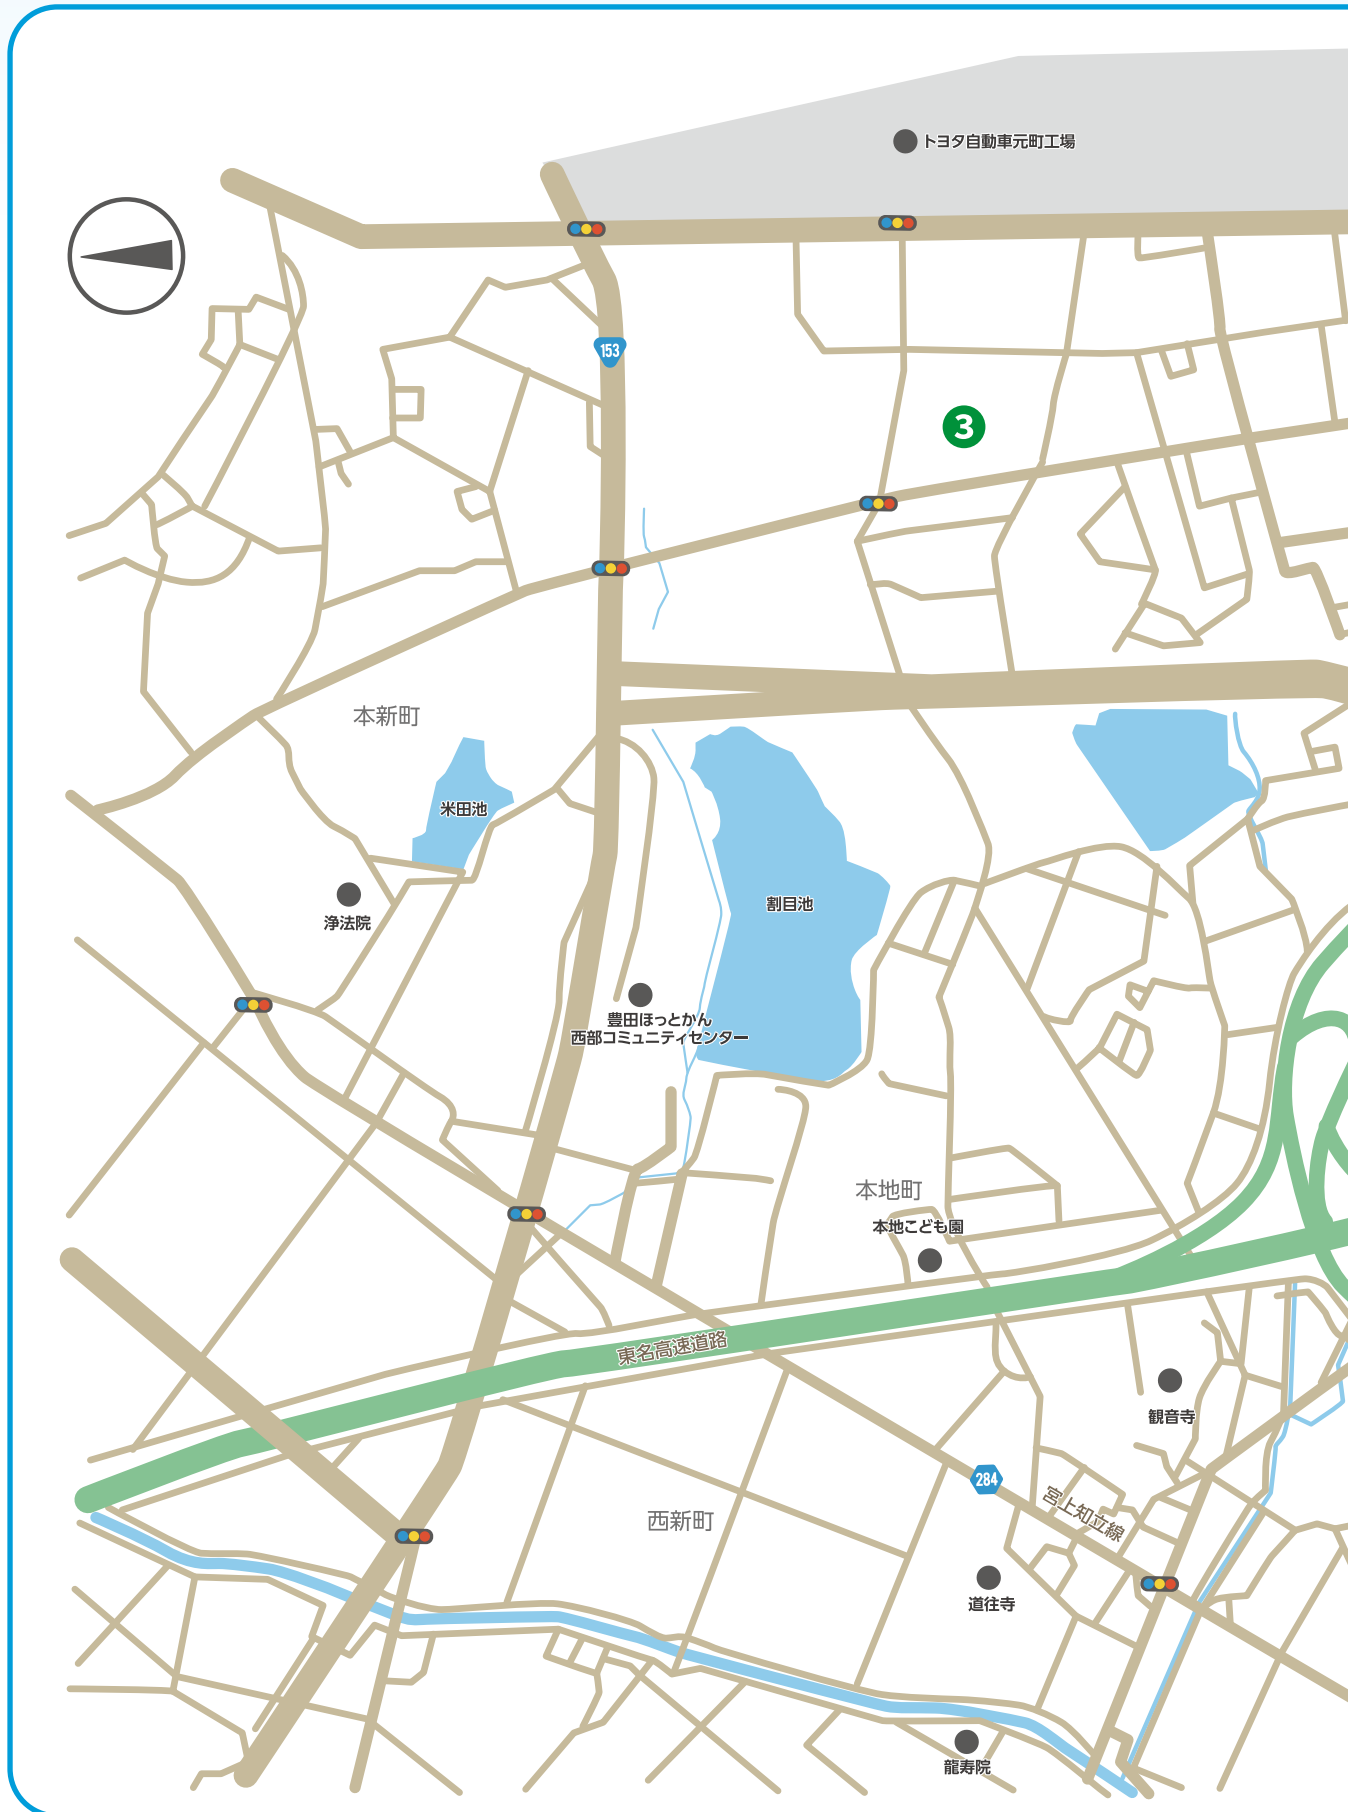 トヨタ自動車元町工場
153
3
本新町
米田池
浄法院
割目池
豊田ほっとかん
西部コミュニティセンター
本地町
本地こども園
東名高速道路
観音寺
284
宮上知立線
西新町
道往寺
龍寿院